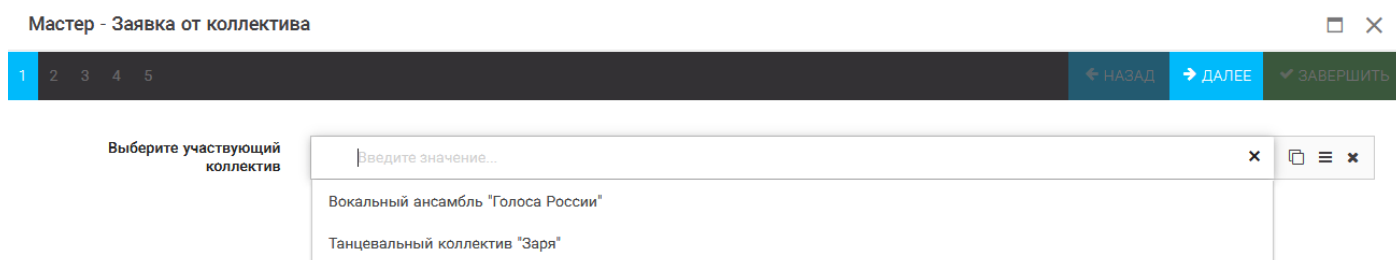 Мастер - Заявка от коллектива
1 2 3 4 5 НАЗАД ДАЛЕЕ ЗАВЕРШИТЬ
Выберите участвующий
коллектив
Введите значение...
Вокальный ансамбль "Голоса России"
Танцевальный коллектив "Заря"